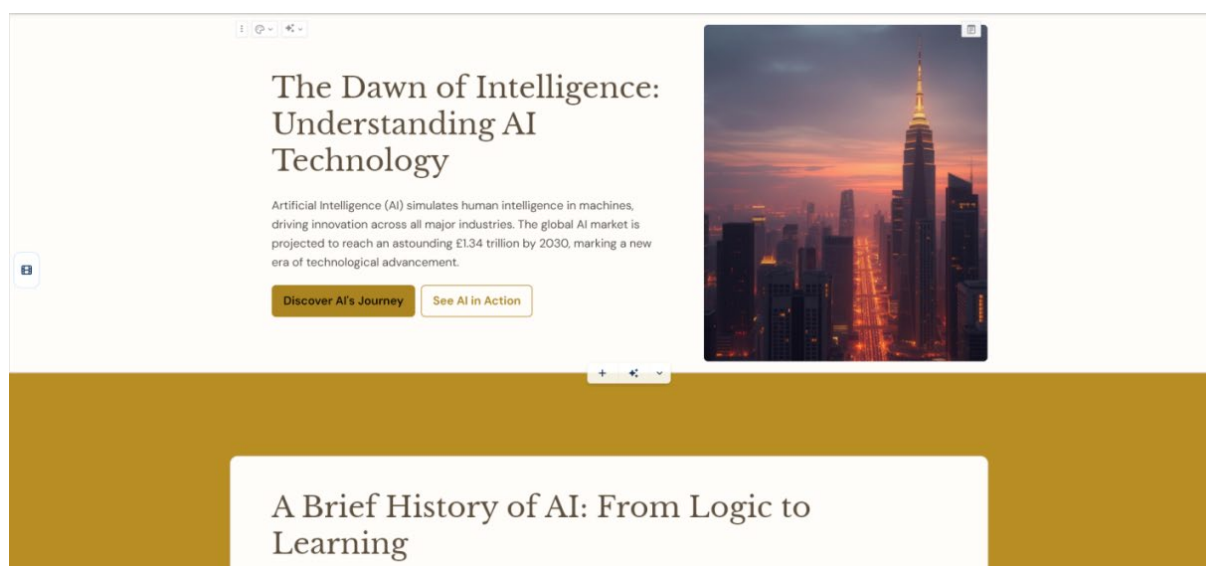 The Dawn of Intelligence:
Understanding AI
Technology
Artificial Intelligence (AI) simulates human intelligence in machines,
driving innovation across all major industries. The global AI market is
projected to reach an astounding £1.34 trillion by 2030, marking a new
era of technological advancement.
Discover AI's Journey
See AI in Action
A Brief History of AI: From Logic to
Learning